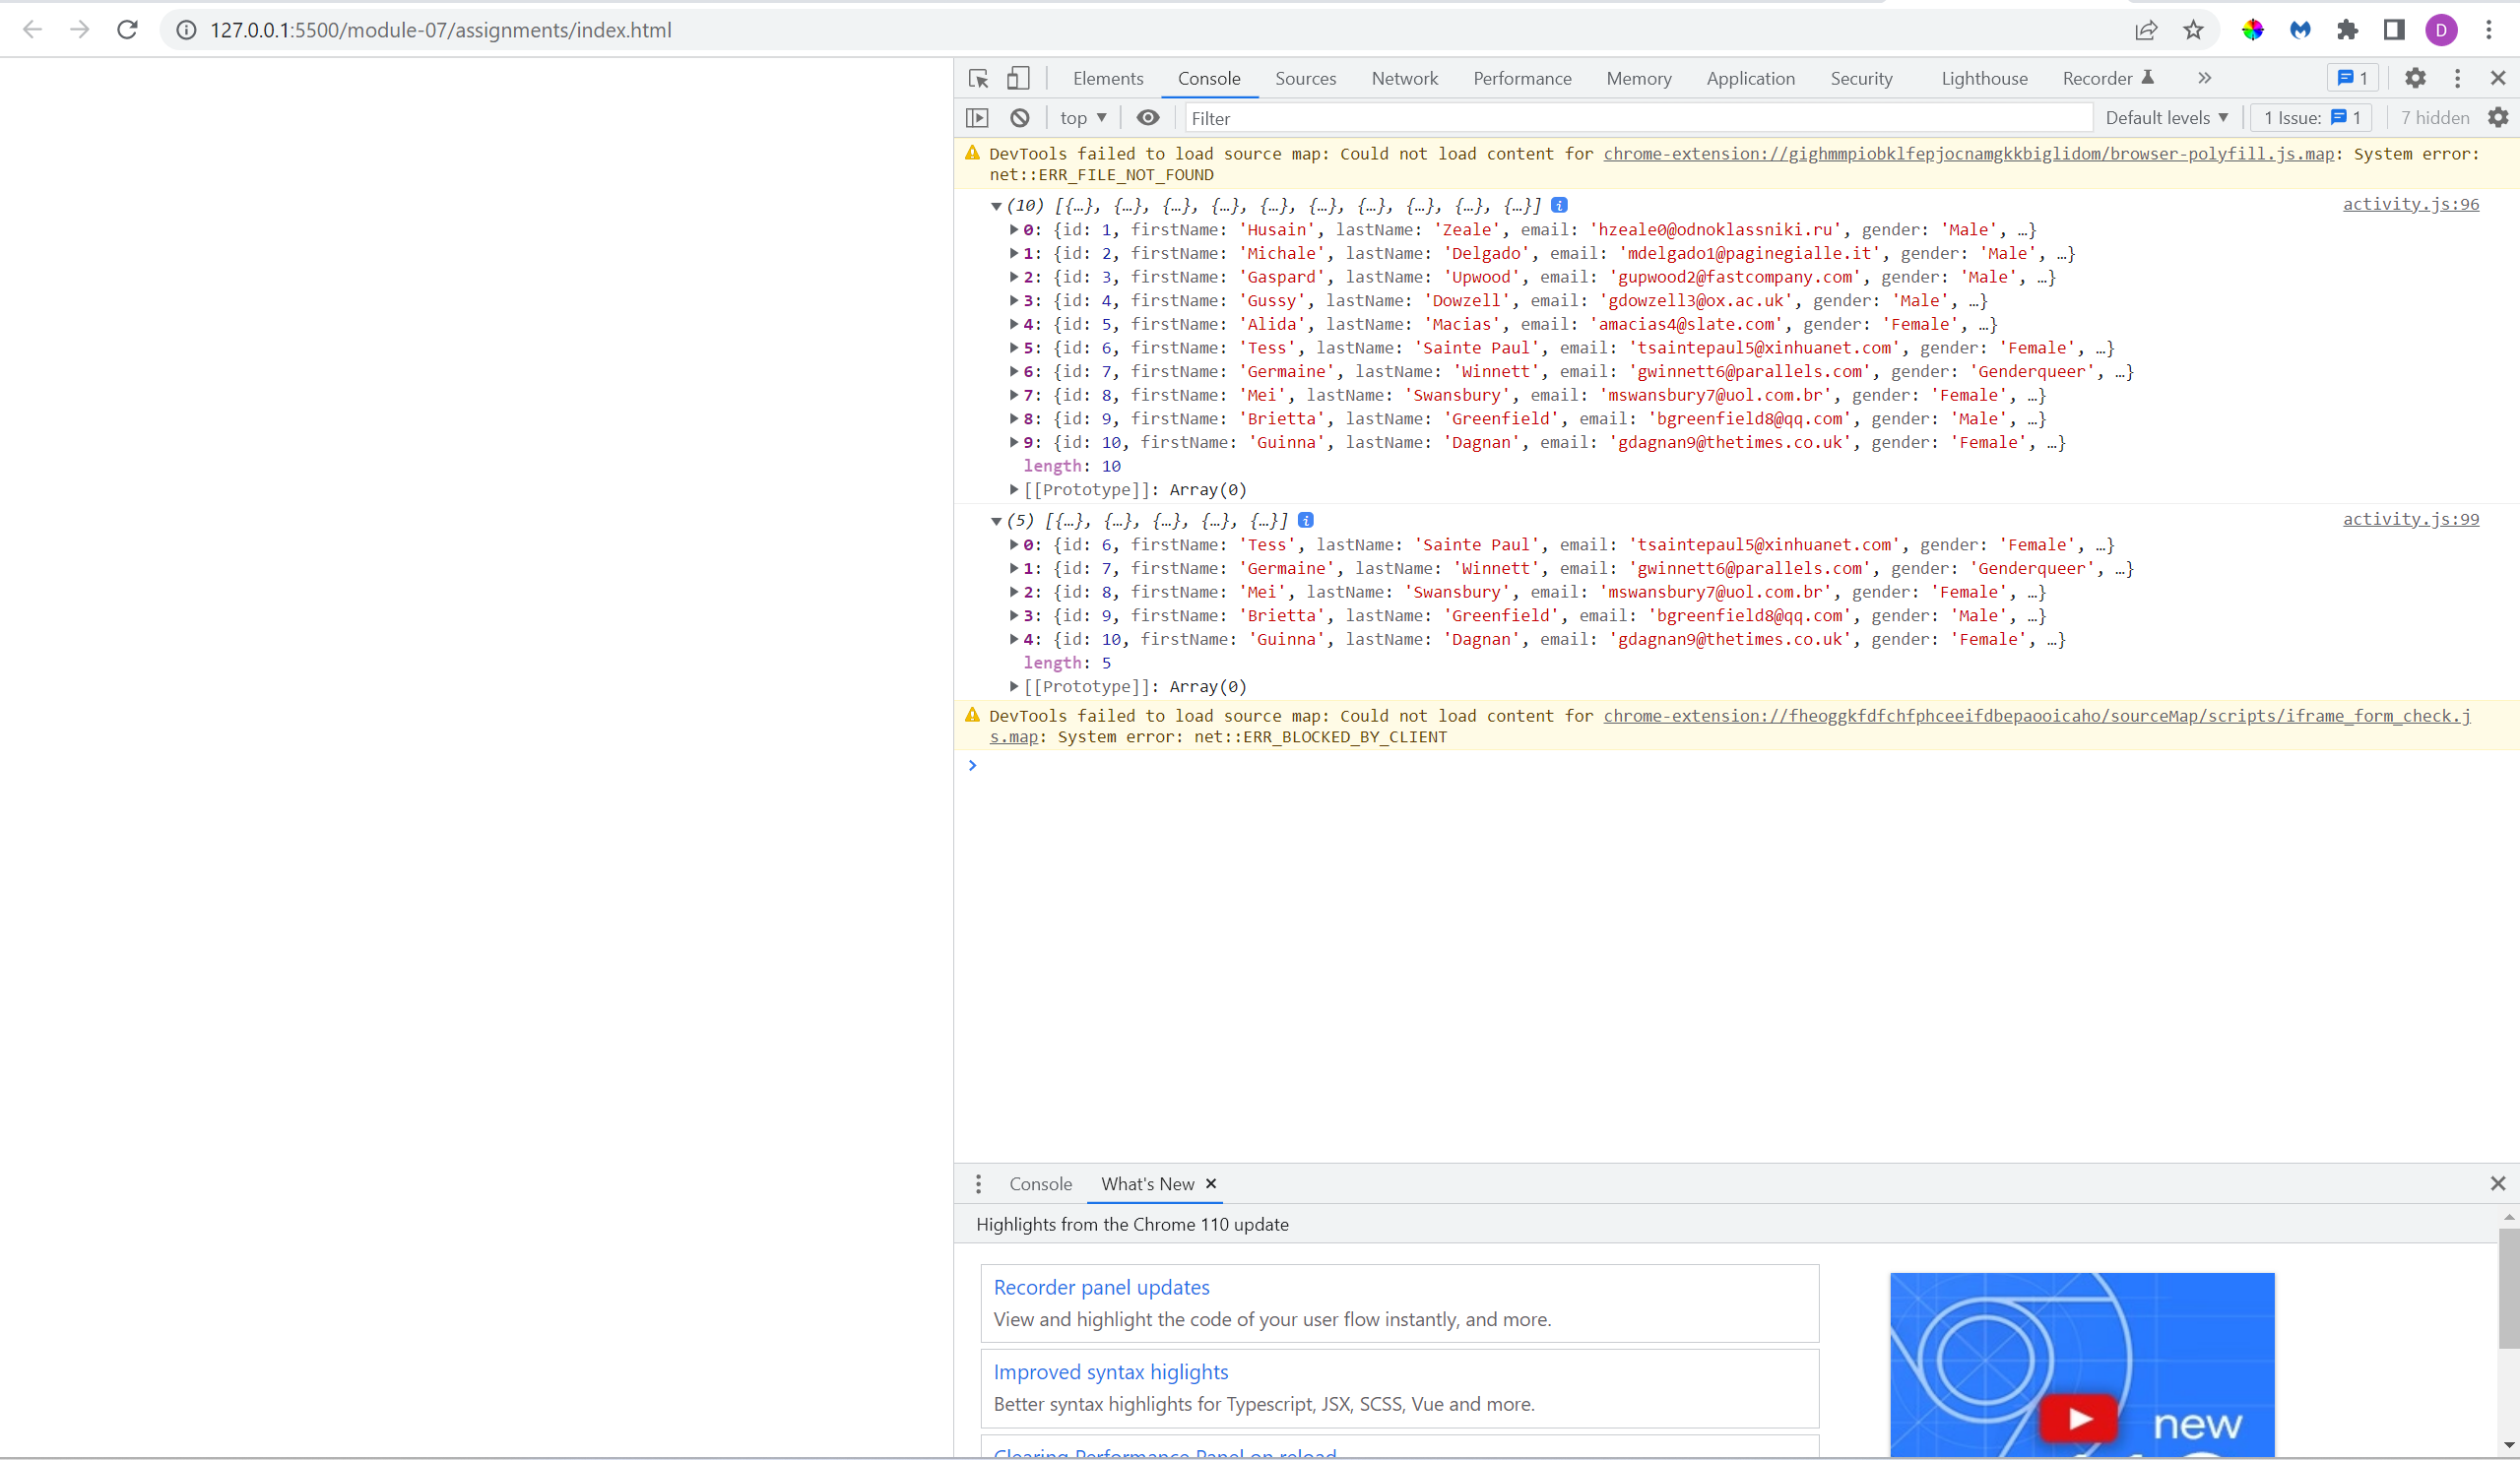 127.0.0.1:5500/module-07/assignments/index.html
D
Elements Console Sources Network Performance Memory Application Security Lighthouse Recorder 1
top Filter Default levels 1 Issue: 1 7 hidden
DevTools failed to load source map: Could not load content for chrome-extension://gighmmpiobklfepjocnamgkkbiglidom/browser-polyfill.js.map: System error:
net::ERR_FILE_NOT_FOUND
(10) [{…}, {…}, {…}, {…}, {…}, {…}, {…}, {…}, {…}, {…}] activity.js:96
0: {id: 1, firstName: 'Husain', lastName: 'Zeale', email: 'hzeale0@odnoklassniki.ru', gender: 'Male', …}
1: {id: 2, firstName: 'Michale', lastName: 'Delgado', email: 'mdelgado1@paginegialle.it', gender: 'Male', …}
2: {id: 3, firstName: 'Gaspard', lastName: 'Upwood', email: 'gupwood2@fastcompany.com', gender: 'Male', …}
3: {id: 4, firstName: 'Gussy', lastName: 'Dowzell', email: 'gdowzell3@ox.ac.uk', gender: 'Male', …}
4: {id: 5, firstName: 'Alida', lastName: 'Macias', email: 'amacias4@slate.com', gender: 'Female', …}
5: {id: 6, firstName: 'Tess', lastName: 'Sainte Paul', email: 'tsaintepaul5@xinhuanet.com', gender: 'Female', …}
6: {id: 7, firstName: 'Germaine', lastName: 'Winnett', email: 'gwinnett6@parallels.com', gender: 'Genderqueer', …}
7: {id: 8, firstName: 'Mei', lastName: 'Swansbury', email: 'mswansbury7@uol.com.br', gender: 'Female', …}
8: {id: 9, firstName: 'Brietta', lastName: 'Greenfield', email: 'bgreenfield8@qq.com', gender: 'Male', …}
9: {id: 10, firstName: 'Guinna', lastName: 'Dagnan', email: 'gdagnan9@thetimes.co.uk', gender: 'Female', …}
length: 10
[[Prototype]]: Array(0)
(5) [{…}, {…}, {…}, {…}, {…}] activity.js:99
0: {id: 6, firstName: 'Tess', lastName: 'Sainte Paul', email: 'tsaintepaul5@xinhuanet.com', gender: 'Female', …}
1: {id: 7, firstName: 'Germaine', lastName: 'Winnett', email: 'gwinnett6@parallels.com', gender: 'Genderqueer', …}
2: {id: 8, firstName: 'Mei', lastName: 'Swansbury', email: 'mswansbury7@uol.com.br', gender: 'Female', …}
3: {id: 9, firstName: 'Brietta', lastName: 'Greenfield', email: 'bgreenfield8@qq.com', gender: 'Male', …}
4: {id: 10, firstName: 'Guinna', lastName: 'Dagnan', email: 'gdagnan9@thetimes.co.uk', gender: 'Female', …}
length: 5
[[Prototype]]: Array(0)
DevTools failed to load source map: Could not load content for chrome-extension://fheoggkfdfchfphceeifdbepaooicaho/sourceMap/scripts/iframe_form_check.j
s.map: System error: net::ERR_BLOCKED_BY_CLIENT
Console What's New
Highlights from the Chrome 110 update
Recorder panel updates
View and highlight the code of your user flow instantly, and more.
Improved syntax higlights
Better syntax highlights for Typescript, JSX, SCSS, Vue and more.
Clearing Performance Panel on reload
new